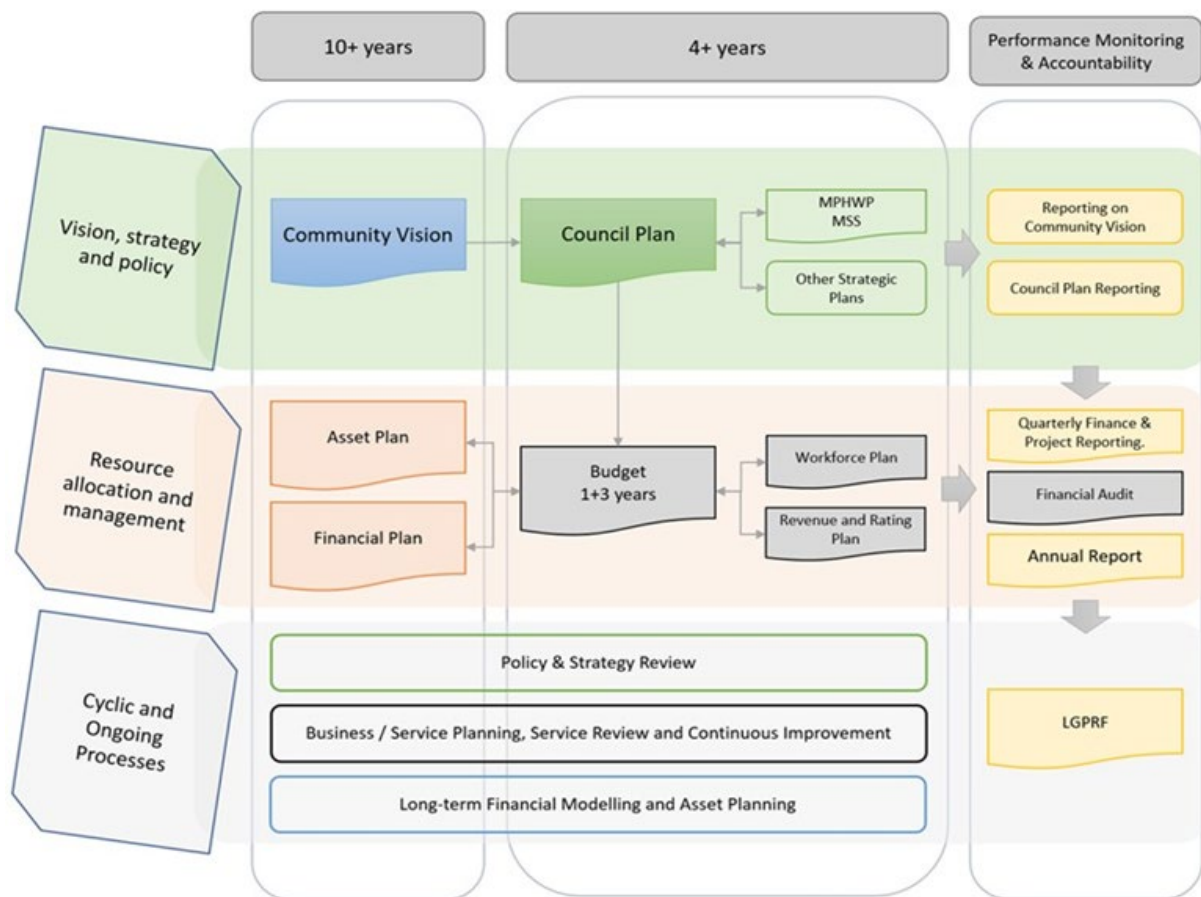 10+ years
4+ years
Performance Monitoring
& Accountability
Vision, strategy
and policy
Community Vision
Council Plan
MPHWP
MSS
Other Strategic
Plans
Reporting on
Community Vision
Council Plan Reporting
Resource
allocation and
management
Asset Plan
Financial Plan
Budget
1+3 years
Workforce Plan
Revenue and Rating
Plan
Quarterly Finance &
Project Reporting.
Financial Audit
Annual Report
Cyclic and
Ongoing
Processes
Policy & Strategy Review
Business / Service Planning, Service Review and Continuous Improvement
Long-term Financial Modelling and Asset Planning
LGPRF